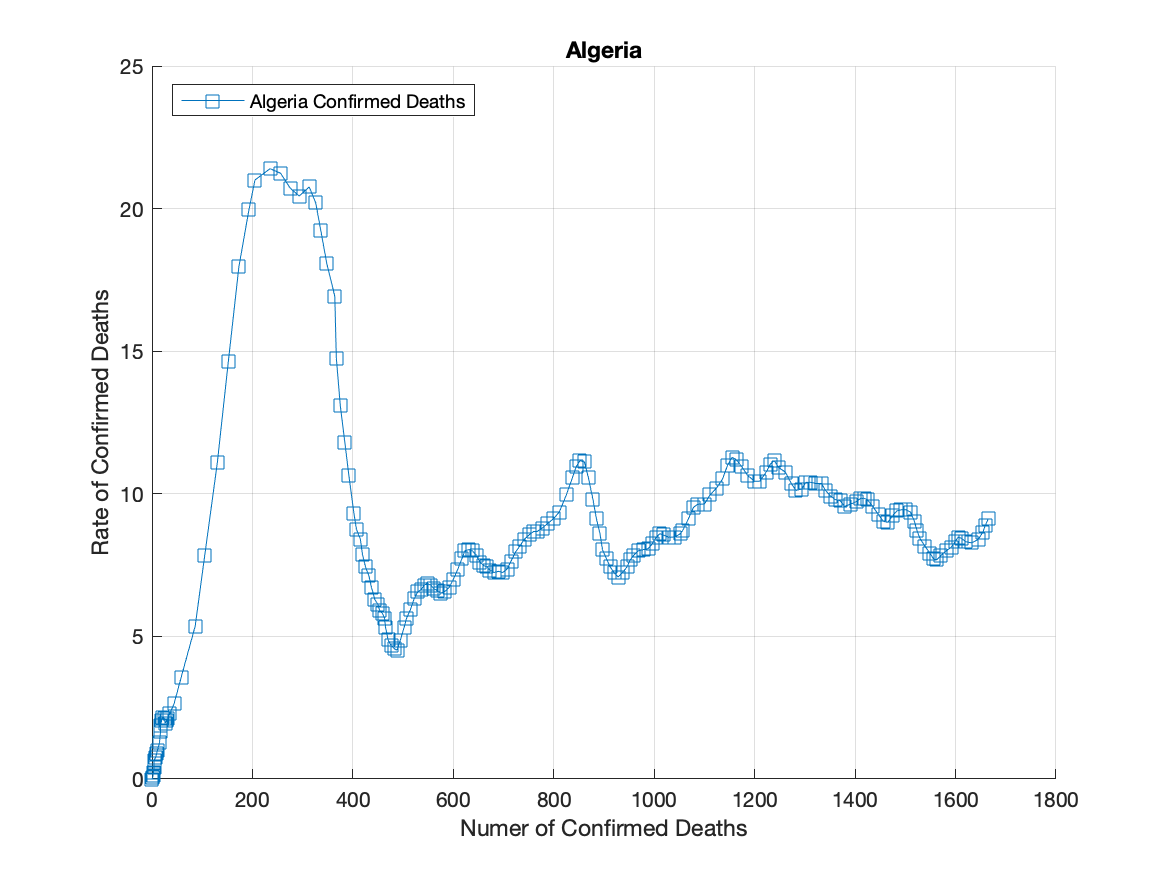 Algeria
Algeria Confirmed Deaths
25
20
15
10
5
0
Rate of Confirmed Deaths
0 200 400 600 800 1000 1200 1400 1600 1800
Numer of Confirmed Deaths